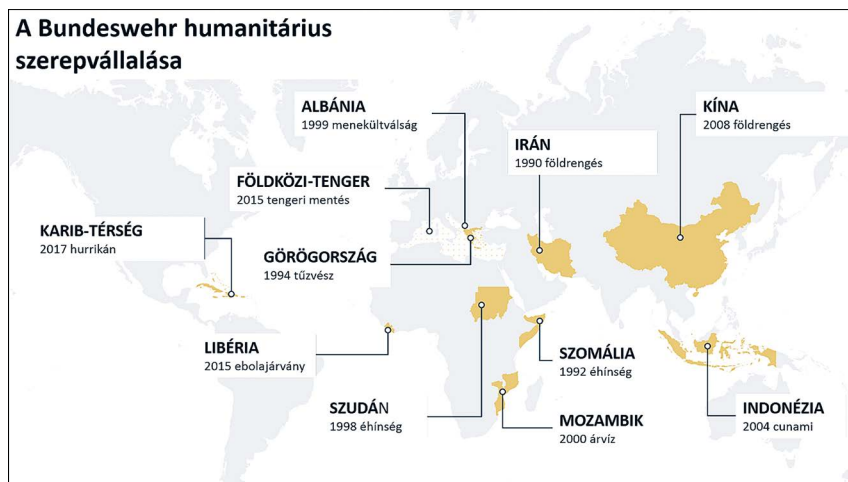 A Bundeswehr humanitárius
szerepvállalása
ALBÁNIA
1999 menekültválság
KÍNA
2008 földrengés
IRÁN
1990 földrengés
FÖLDKÖZI-TENGER
2015 tengeri mentés
KARIB-TÉRSÉG
2017 hurrikán
GÖRÖGORSZÁG
1994 tűzvész
LIBÉRIA
2015 ebolajárvány
SZOMÁLIA
1992 éhínség
SZUDÁN
1998 éhínség
MOZAMBIK
2000 árvíz
INDONÉZIA
2004 cunami